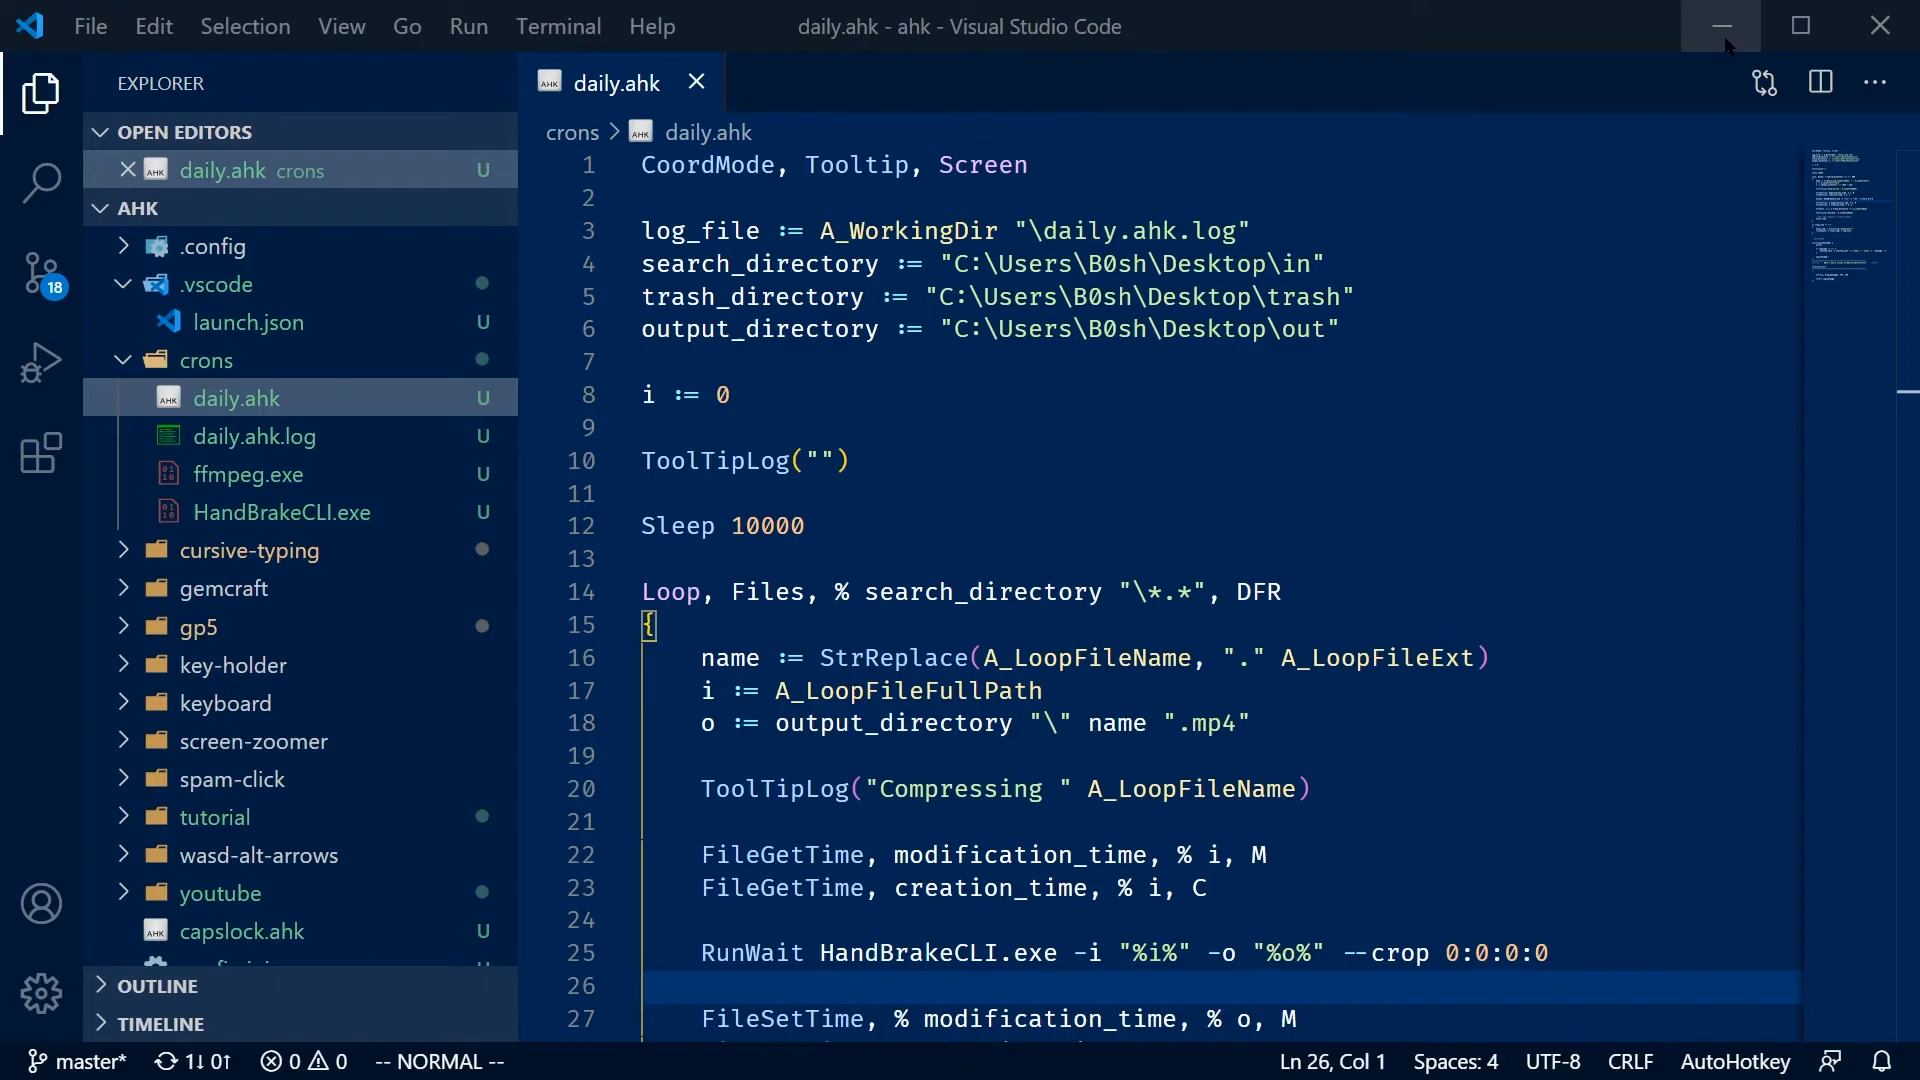 File Edit Selection View Go Run Terminal Help
daily.ahk - ahk - Visual Studio Code
EXPLORER
OPEN EDITORS
daily.ahk crons U
AHK
.config
.vscode
launch.json U
crons
daily.ahk U
daily.ahk.log U
ffmpeg.exe U
HandBrakeCLI.exe U
cursive-typing
gemcraft
gp5
key-holder
keyboard
screen-zoomer
spam-click
tutorial
wasd-alt-arrows
youtube
capslock.ahk U
OUTLINE
TIMELINE
18
daily.ahk
crons > daily.ahk
1 CoordMode, Tooltip, Screen
2
3 log_file := A_WorkingDir "\daily.ahk.log"
4 search_directory := "C:\Users\B0sh\Desktop\in"
5 trash_directory := "C:\Users\B0sh\Desktop\trash"
6 output_directory := "C:\Users\B0sh\Desktop\out"
7
8 i := 0
9
10 ToolTipLog("")
11
12 Sleep 10000
13
14 Loop, Files, % search_directory "\*.*", DFR
15 {
16 name := StrReplace(A_LoopFileName, "." A_LoopFileExt)
17 i := A_LoopFileFullPath
18 o := output_directory "\" name ".mp4"
19
20 ToolTipLog("Compressing " A_LoopFileName)
21
22 FileGetTime, modification_time, % i, M
23 FileGetTime, creation_time, % i, C
24
25 RunWait HandBrakeCLI.exe -i "%i%" -o "%o%" --crop 0:0:0:0
26
27 FileSetTime, % modification_time, % o, M
master* 1↓ 0↑ 0 0 -- NORMAL --
Ln 26, Col 1 Spaces: 4 UTF-8 CRLF AutoHotkey